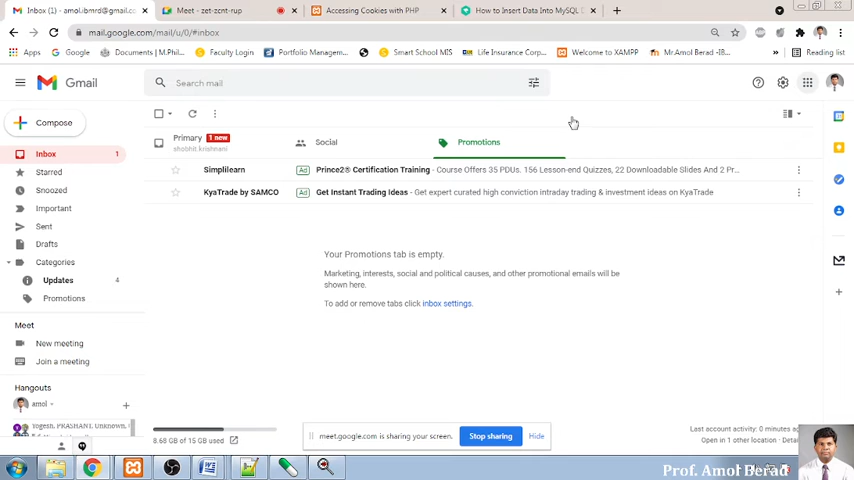 Inbox (1) - amol.ibmrd@gmail.co
Meet - zet-zcnt-rup
Accessing Cookies with PHP
How to Insert Data Into MySQL D
mail.google.com/mail/u/0/#inbox
Apps
Google
Documents (M.Phil...
Faculty Login
Portfolio Managem...
Smart School MIS
Life Insurance Corp...
Welcome to XAMPP
Mr.Amol Berad -IB...
Reading list
Gmail
Search mail
Compose
Primary
1 new
shobhit.krishnani
Social
Promotions
Inbox
1
Starred
Snoozed
Important
Sent
Drafts
Categories
Updates
4
Promotions
Simplilearn
Ad
Prince2® Certification Training - Course Offers 35 PDUs. 156 Lesson-end Quizzes, 22 Downloadable Slides And 2 Pr...
KyaTrade by SAMCO
Ad
Get Instant Trading Ideas - Get expert curated high conviction intraday trading & investment ideas on KyaTrade
Your Promotions tab is empty.
Marketing, interests, social and political causes, and other promotional emails will be
shown here.
To add or remove tabs click inbox settings.
Meet
New meeting
Join a meeting
Hangouts
amol
Yogesh, PRASHANT, Unknown,
8.68 GB of 15 GB used
meet.google.com is sharing your screen.
Stop sharing
Hide
Last account activity: 0 minutes
Open in 1 other location - Deta
Prof. Amol Berad